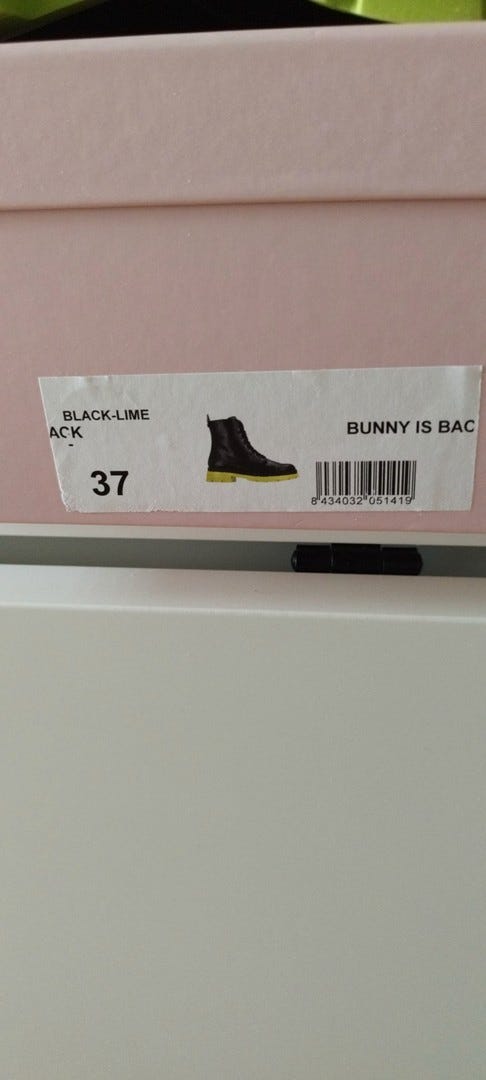 BLACK-LIME
ACK
BUNNY IS BAC
-
37
8 434032 051419